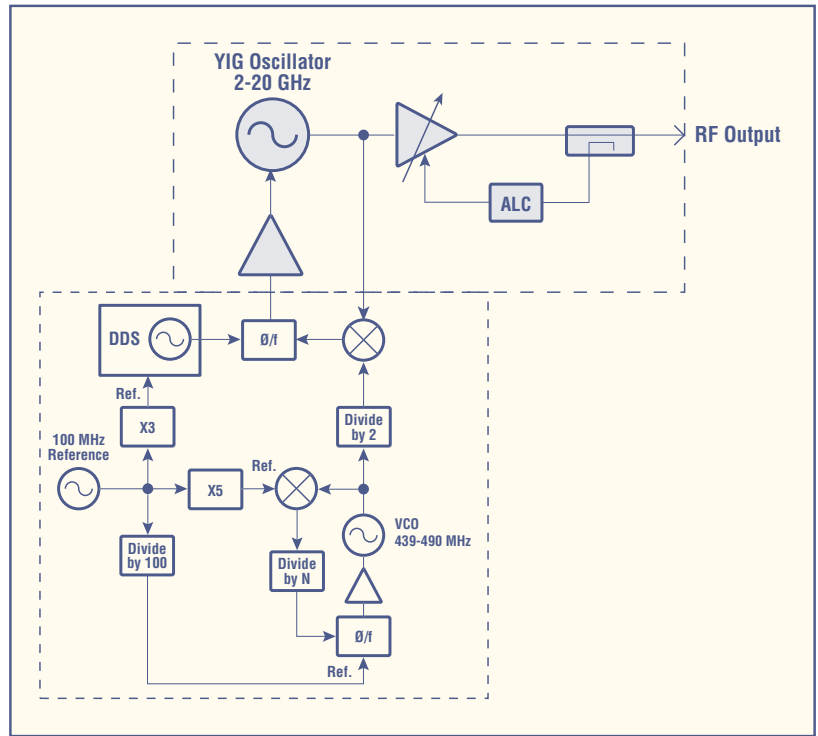 YIG Oscillator
2-20 GHz
RF Output
ALC
DDS
Ø/f
Ref.
X3
Divide
by 2
100 MHz
Reference
X5
Ref.
VCO
439-490 MHz
Divide
by 100
Divide
by N
Ø/f
Ref.